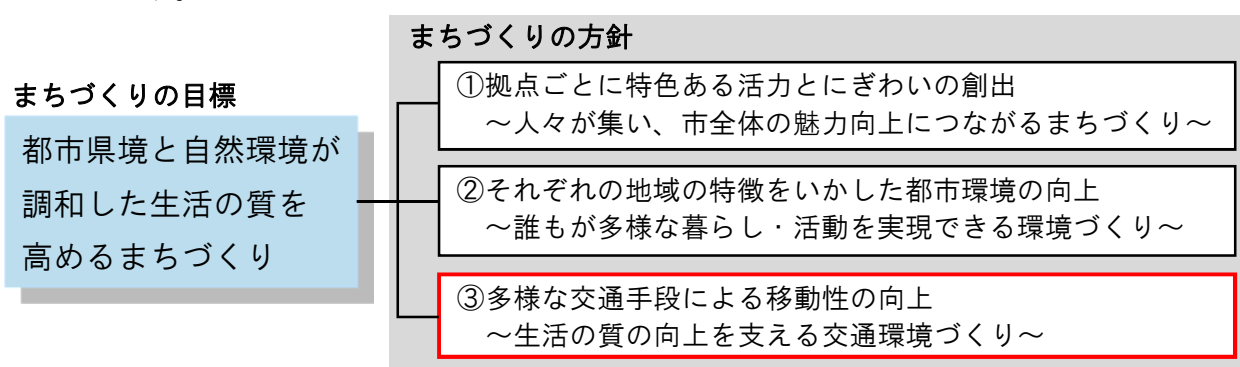 まちづくりの目標
都市県境と自然環境が
調和した生活の質を
高めるまちづくり
まちづくりの方針
①拠点ごとに特色ある活力とにぎわいの創出
～人々が集い、市全体の魅力向上につながるまちづくり～
②それぞれの地域の特徴をいかした都市環境の向上
～誰もが多様な暮らし・活動を実現できる環境づくり～
③多様な交通手段による移動性の向上
～生活の質の向上を支える交通環境づくり～